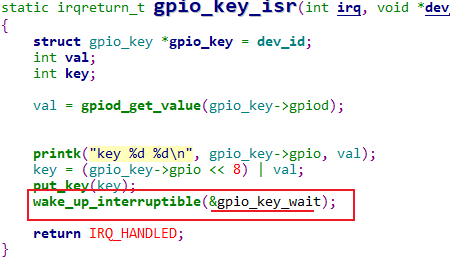 static irqreturn_t gpio_key_isr(int irq, void *dev_
{
struct gpio_key *gpio_key = dev_id;
int val;
int key;
val = gpiod_get_value(gpio_key->gpiod);
printk("key %d %d\n", gpio_key->gpio, val);
key = (gpio_key->gpio << 8) | val;
put_key(key);
wake_up_interruptible(&gpio_key_wait);
return IRQ_HANDLED;
}